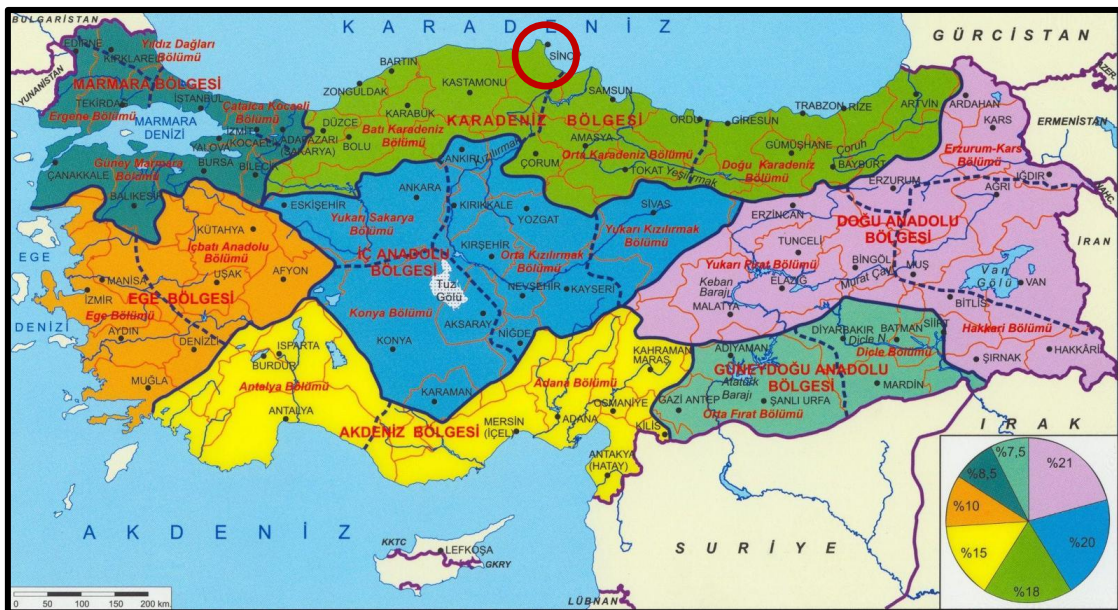 BULGARİSTAN
K A R A D E N İ Z
GÜRCİSTAN
EDİRNE
KIRKLARELİ
Yıldız Dağları
Bölümü
YUNANİSTAN
MARMARA BÖLGESİ
TEKİRDAĞ
Ergene Bölümü
İSTANBUL
Çatalca Kocaeli
Bölümü
MARMARA
DENİZİ
İZMİT
(KOCAELİ)
ADAPAZARI
(SAKARYA)
YALOVA
Güney Marmara
Bölümü
BURSA
BİLECİK
ÇANAKKALE
BALIKESİR
BARTIN
ZONGULDAK
KASTAMONU
SİNOP
KARABÜK
DÜZCE
BOLU
Batı Karadeniz
Bölümü
KARADENİZ BÖLGESİ
SAMSUN
ORDU
GİRESUN
TRABZON
RİZE
ARTVİN
ARDAHAN
KARS
AZER.
ERMENİSTAN
AMASYA
Orta Karadeniz Bölümü
ÇORUM
TOKAT
Yeşilırmak
Kızılırmak
ÇANKIRI
GÜMÜŞHANE
Doğu Karadeniz
Bölümü
Çoruh
BAYBURT
Erzurum-Kars
Bölümü
ERZURUM
IĞDIR
AĞRI
NAHÇ.
İRAN
ESKİŞEHİR
ANKARA
KIRIKKALE
YOZGAT
SİVAS
Yukarı Sakarya
Bölümü
Yukarı Kızılırmak
Bölümü
KIRŞEHİR
Orta Kızılırmak
Bölümü
İÇ ANADOLU
BÖLGESİ
Tuz
Gölü
NEVŞEHİR
KAYSERİ
Konya Bölümü
AKSARAY
NİĞDE
KONYA
KARAMAN
ERZİNCAN
TUNCELİ
DOĞU ANADOLU
BÖLGESİ
Yukarı Fırat Bölümü
BİNGÖL
MUŞ
Murat Çayı
Keban
Barajı
ELAZIĞ
MALATYA
Van
Gölü
VAN
BİTLİS
Hakkari Bölümü
HAKKÂRİ
ŞIRNAK
EGE
DENİZİ
KÜTAHYA
İçbatı Anadolu
Bölümü
MANİSA
UŞAK
AFYON
İZMİR
EGE BÖLGESİ
Ege Bölümü
AYDIN
DENİZLİ
MUĞLA
ISPARTA
BURDUR
Antalya Bölümü
ANTALYA
AKDENİZ BÖLGESİ
MERSİN
(İÇEL)
Adana Bölümü
ADANA
OSMANİYE
KAHRAMAN
MARAŞ
ANTAKYA
(HATAY)
KİLİS
DİYARBAKIR
BATMAN
SİİRT
Dicle N.
Dicle Bölümü
ADIYAMAN
GÜNEYDOĞU ANADOLU
BÖLGESİ
Atatürk
Barajı
MARDİN
GAZİ ANTEP
ŞANLI URFA
Orta Fırat Bölümü
I R A K
A K D E N İ Z
KKTC
LEFKOŞA
GKRY
S U R İ Y E
LÜBNAN
0 50 100 150 200 km.
%7,5
%21
%8,5
%10
%20
%15
%18